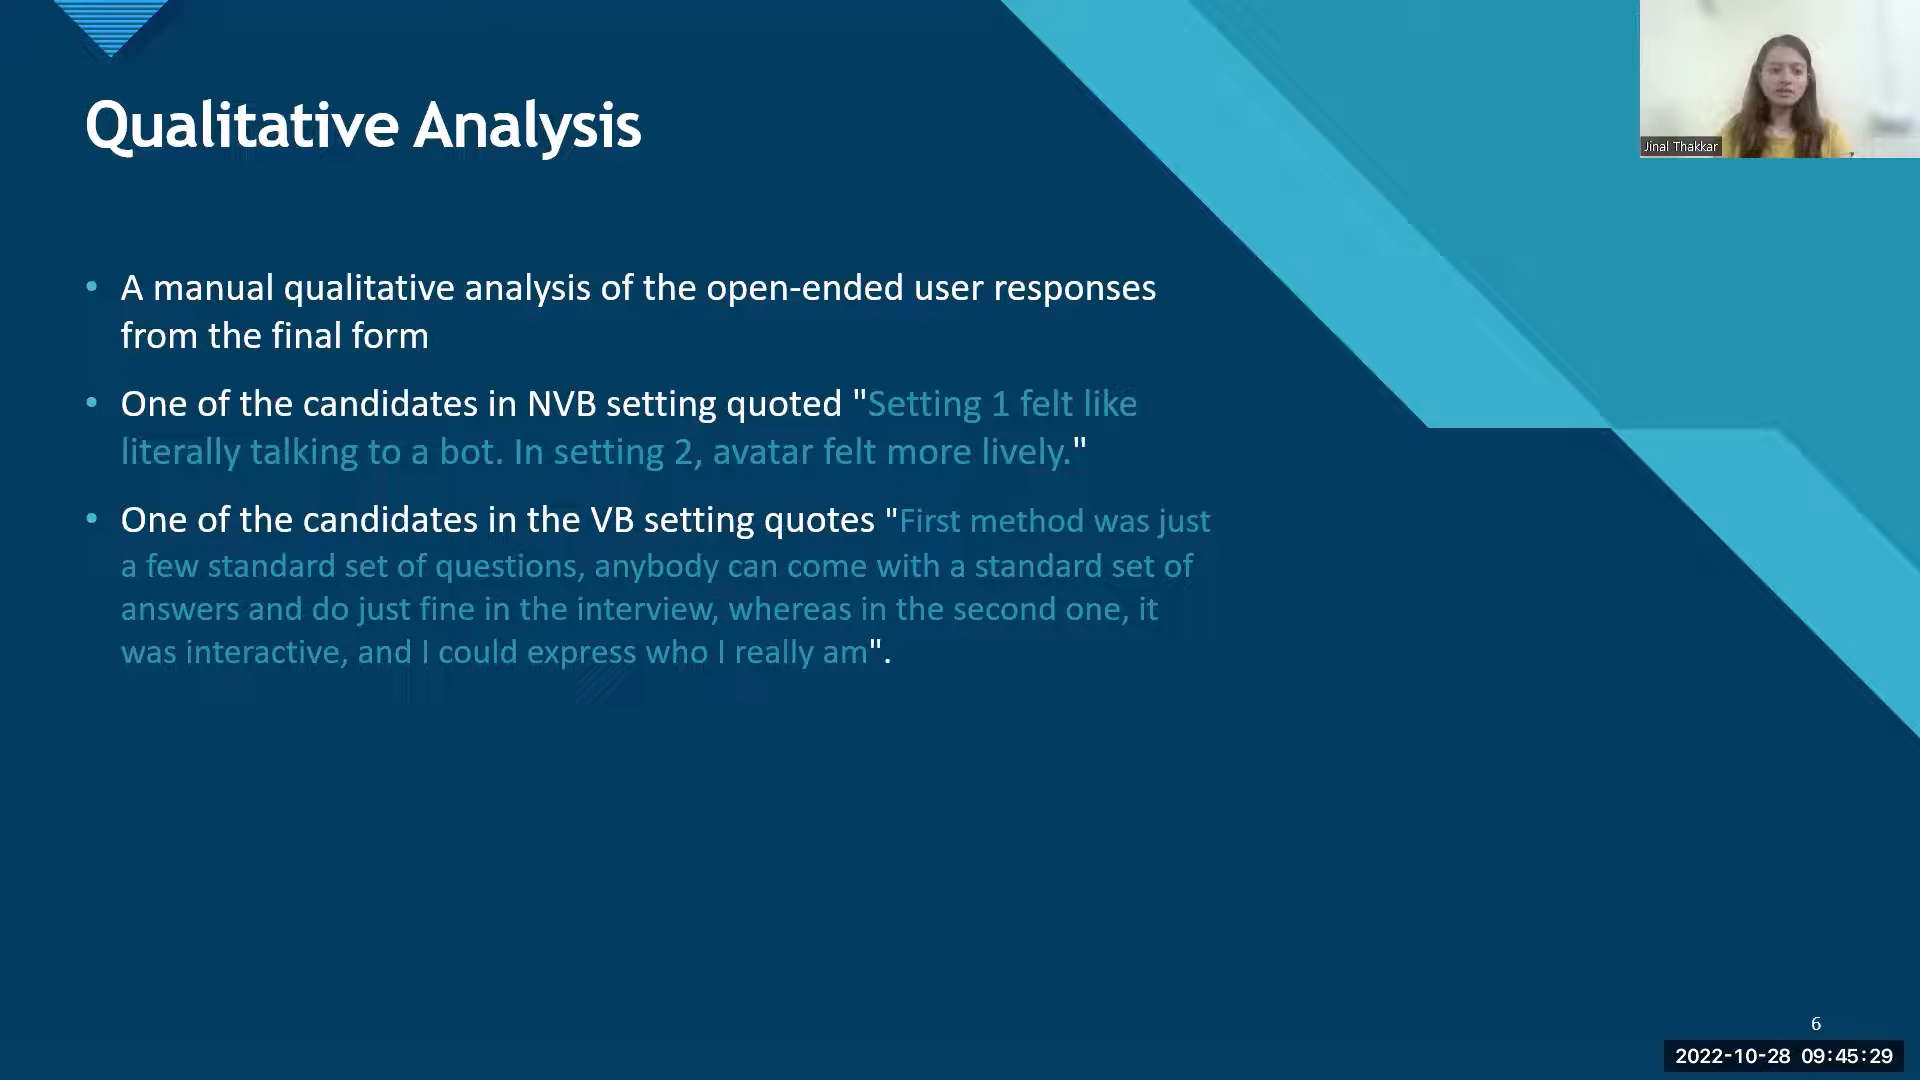 Qualitative Analysis
Jinal Thakkar
• A manual qualitative analysis of the open-ended user responses
from the final form
• One of the candidates in NVB setting quoted "Setting 1 felt like
literally talking to a bot. In setting 2, avatar felt more lively."
• One of the candidates in the VB setting quotes "First method was just
a few standard set of questions, anybody can come with a standard set of
answers and do just fine in the interview, whereas in the second one, it
was interactive, and I could express who I really am".
6
2022-10-28 09:45:29